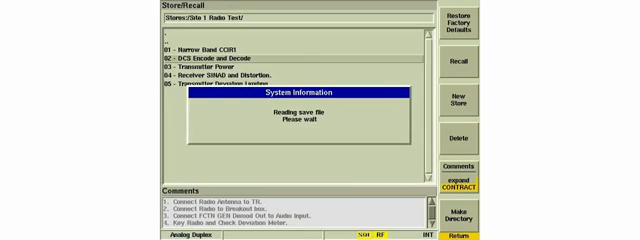 Store/Recall
Stores:/Site 1 Radio Test/
.
..
01 - Narrow Band CCIR1
02 - DCS Encode and Decode
03 - Transmitter Power
04 - Receiver SINAD and Distortion.
05 - Transmitter Deviation Limiting
System Information
Reading save file
Please wait
Comments
1. Connect Radio Antenna to TR.
2. Connect Radio to Breakout box.
3. Connect FCTN GEN Demod Out to Audio Input.
4. Key Radio and Check Deviation Meter.
Analog Duplex
RF
INT
Restore
Factory
Defaults
Recall
New
Store
Delete
Comments
expand
CONTRACT
Make
Directory
Return